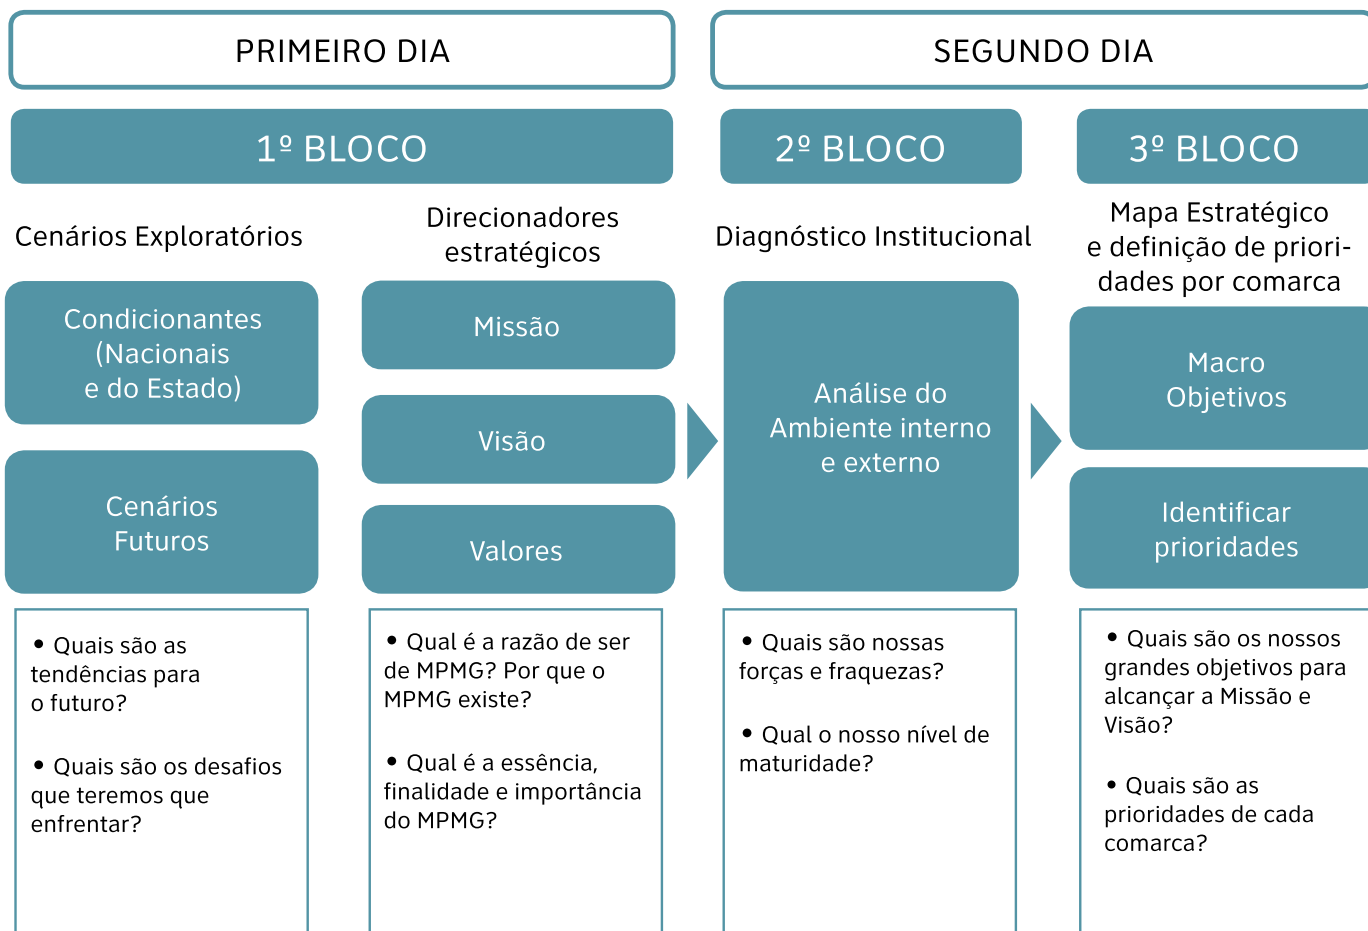 PRIMEIRO DIA
SEGUNDO DIA
1º BLOCO
2º BLOCO
3º BLOCO
Cenários Exploratórios
Direcionadores
estratégicos
Diagnóstico Institucional
Mapa Estratégico
e definição de priori-
dades por comarca
Condicionantes
(Nacionais
e do Estado)
Cenários
Futuros
Missão
Visão
Valores
Análise do
Ambiente interno
e externo
Macro
Objetivos
Identificar
prioridades
• Quais são as
tendências para
o futuro?
• Quais são os desafios
que teremos que
enfrentar?
• Qual é a razão de ser
de MPMG? Por que o
MPMG existe?
• Qual é a essência,
finalidade e importância
do MPMG?
• Quais são nossas
forças e fraquezas?
• Qual o nosso nível de
maturidade?
• Quais são os nossos
grandes objetivos para
alcançar a Missão e
Visão?
• Quais são as
prioridades de cada
comarca?